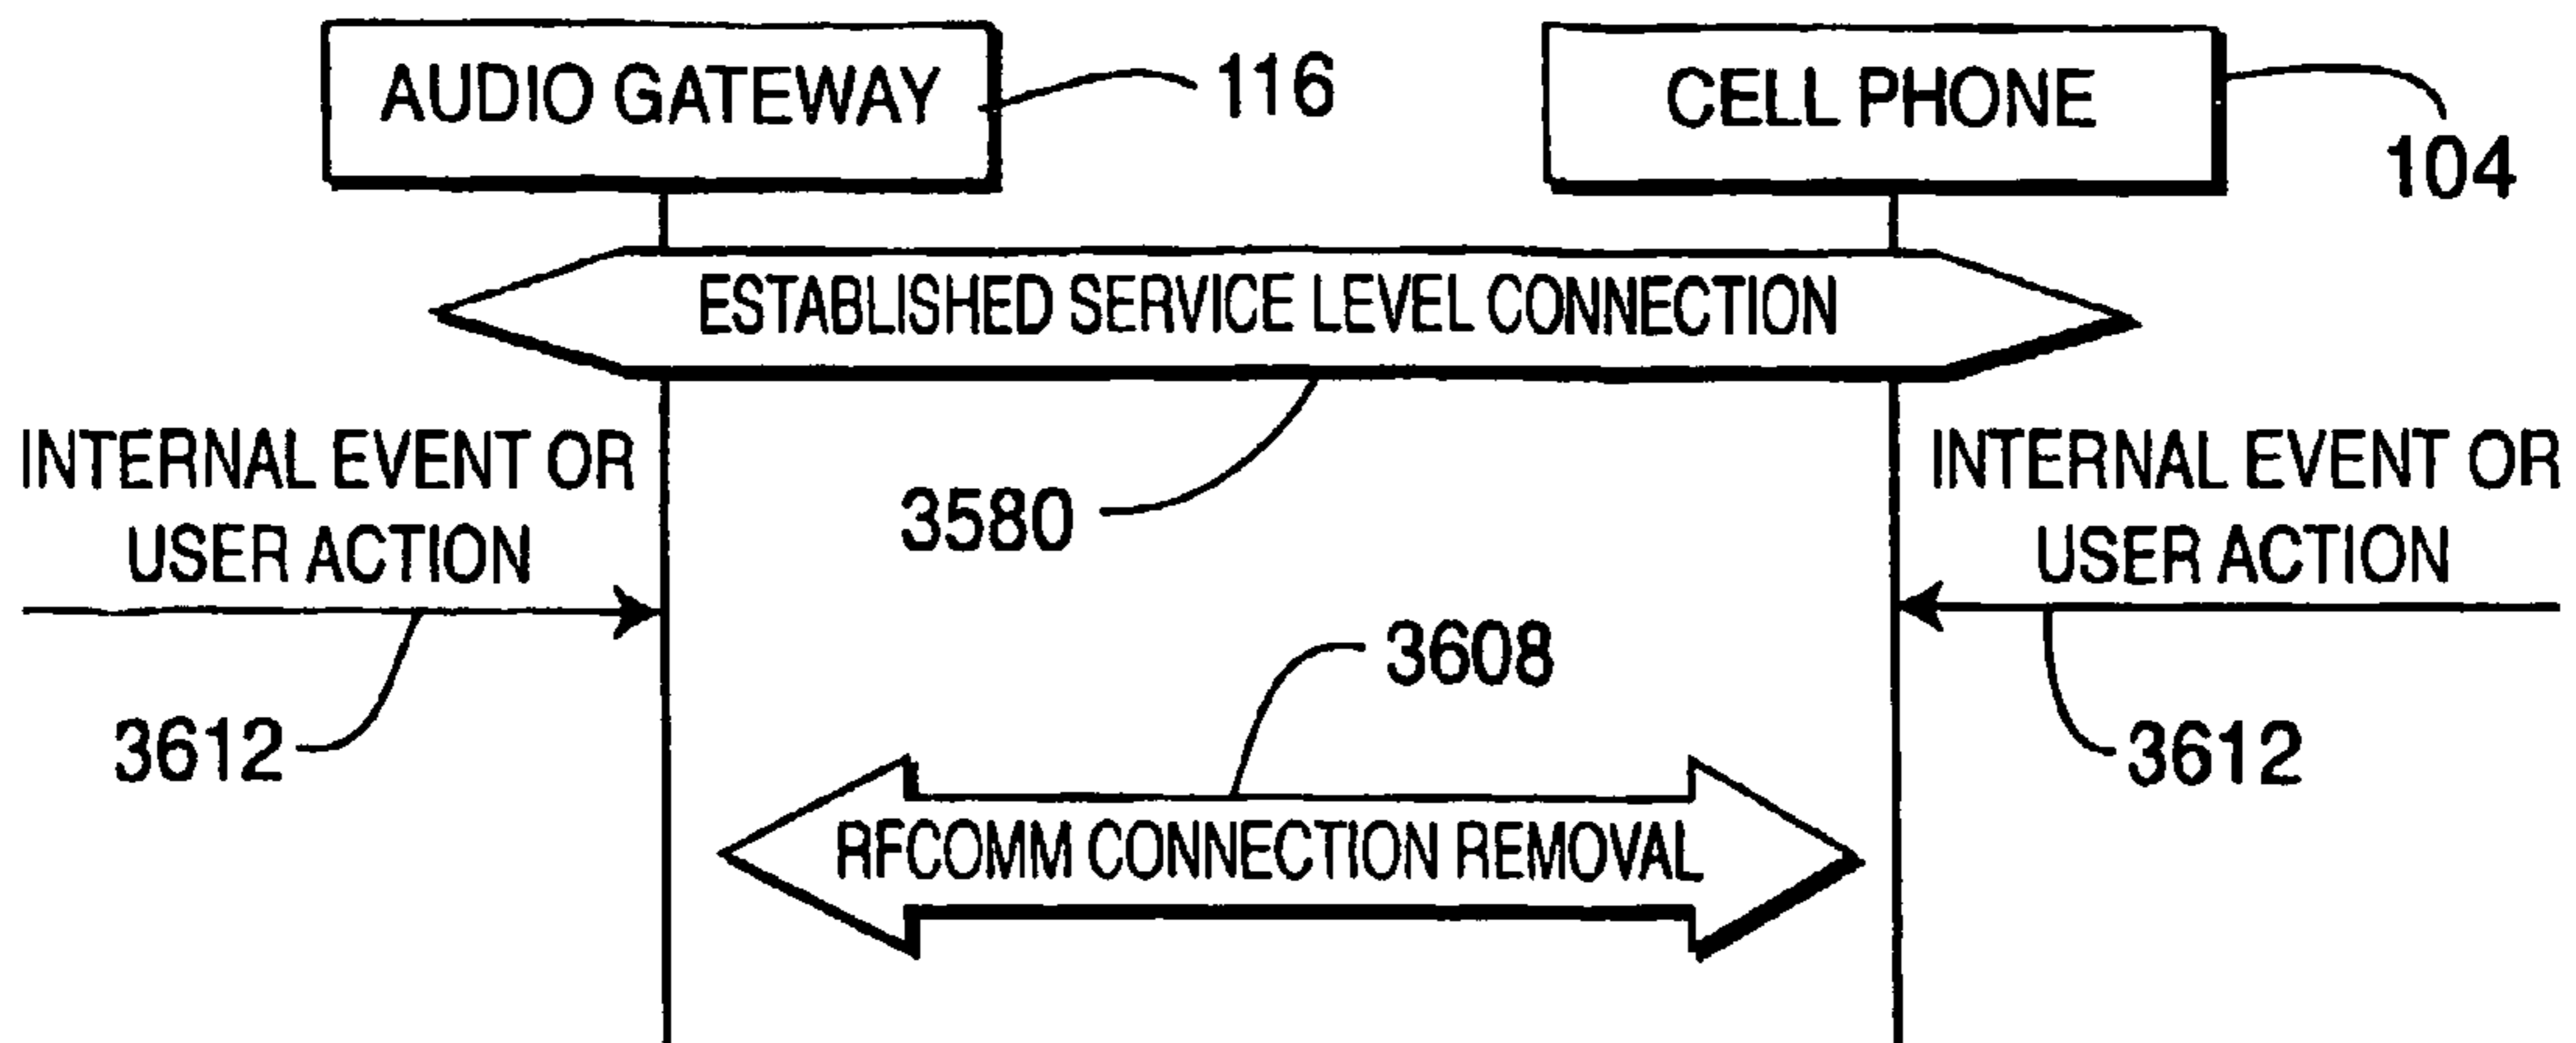 AUDIO GATEWAY
116
CELL PHONE
104
ESTABLISHED SERVICE LEVEL CONNECTION
3580
INTERNAL EVENT OR
USER ACTION
3612
INTERNAL EVENT OR
USER ACTION
3612
3608
RFCOMM CONNECTION REMOVAL